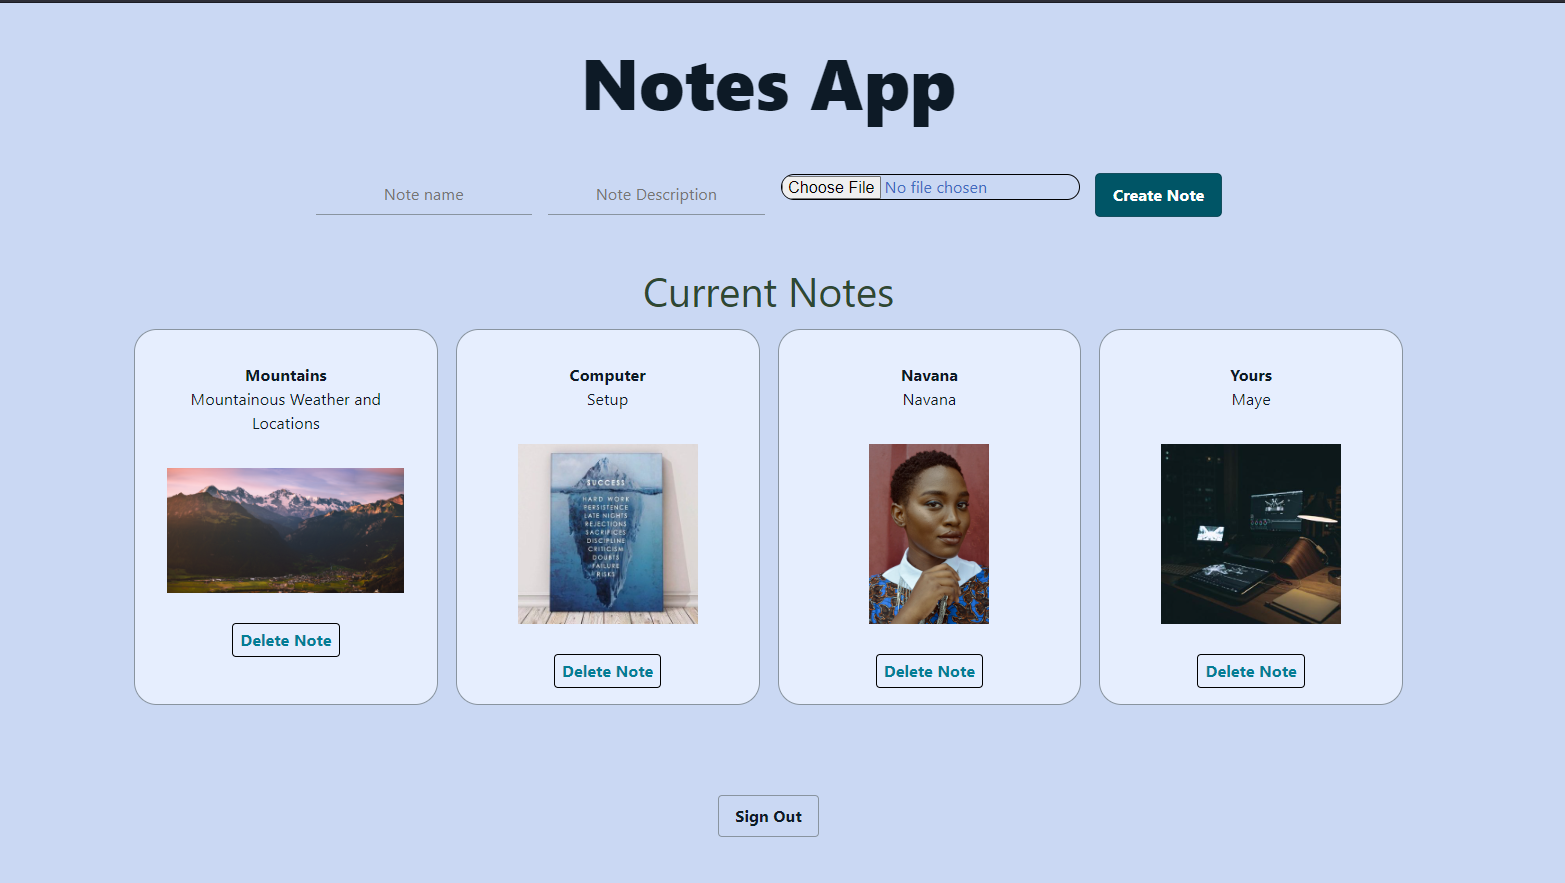 Notes App
Note name
Note Description
Choose File No file chosen
Create Note
Current Notes
Mountains
Mountainous Weather and
Locations
Delete Note
Computer
Setup
SUCCESS
HARD WORK
PERSISTENCE
LATE NIGHTS
REJECTIONS
SACRIFICES
DISCIPLINE
CRITICISM
DOUBTS
FAILURE
RISKS
Delete Note
Navana
Navana
Delete Note
Yours
Maye
Delete Note
Sign Out